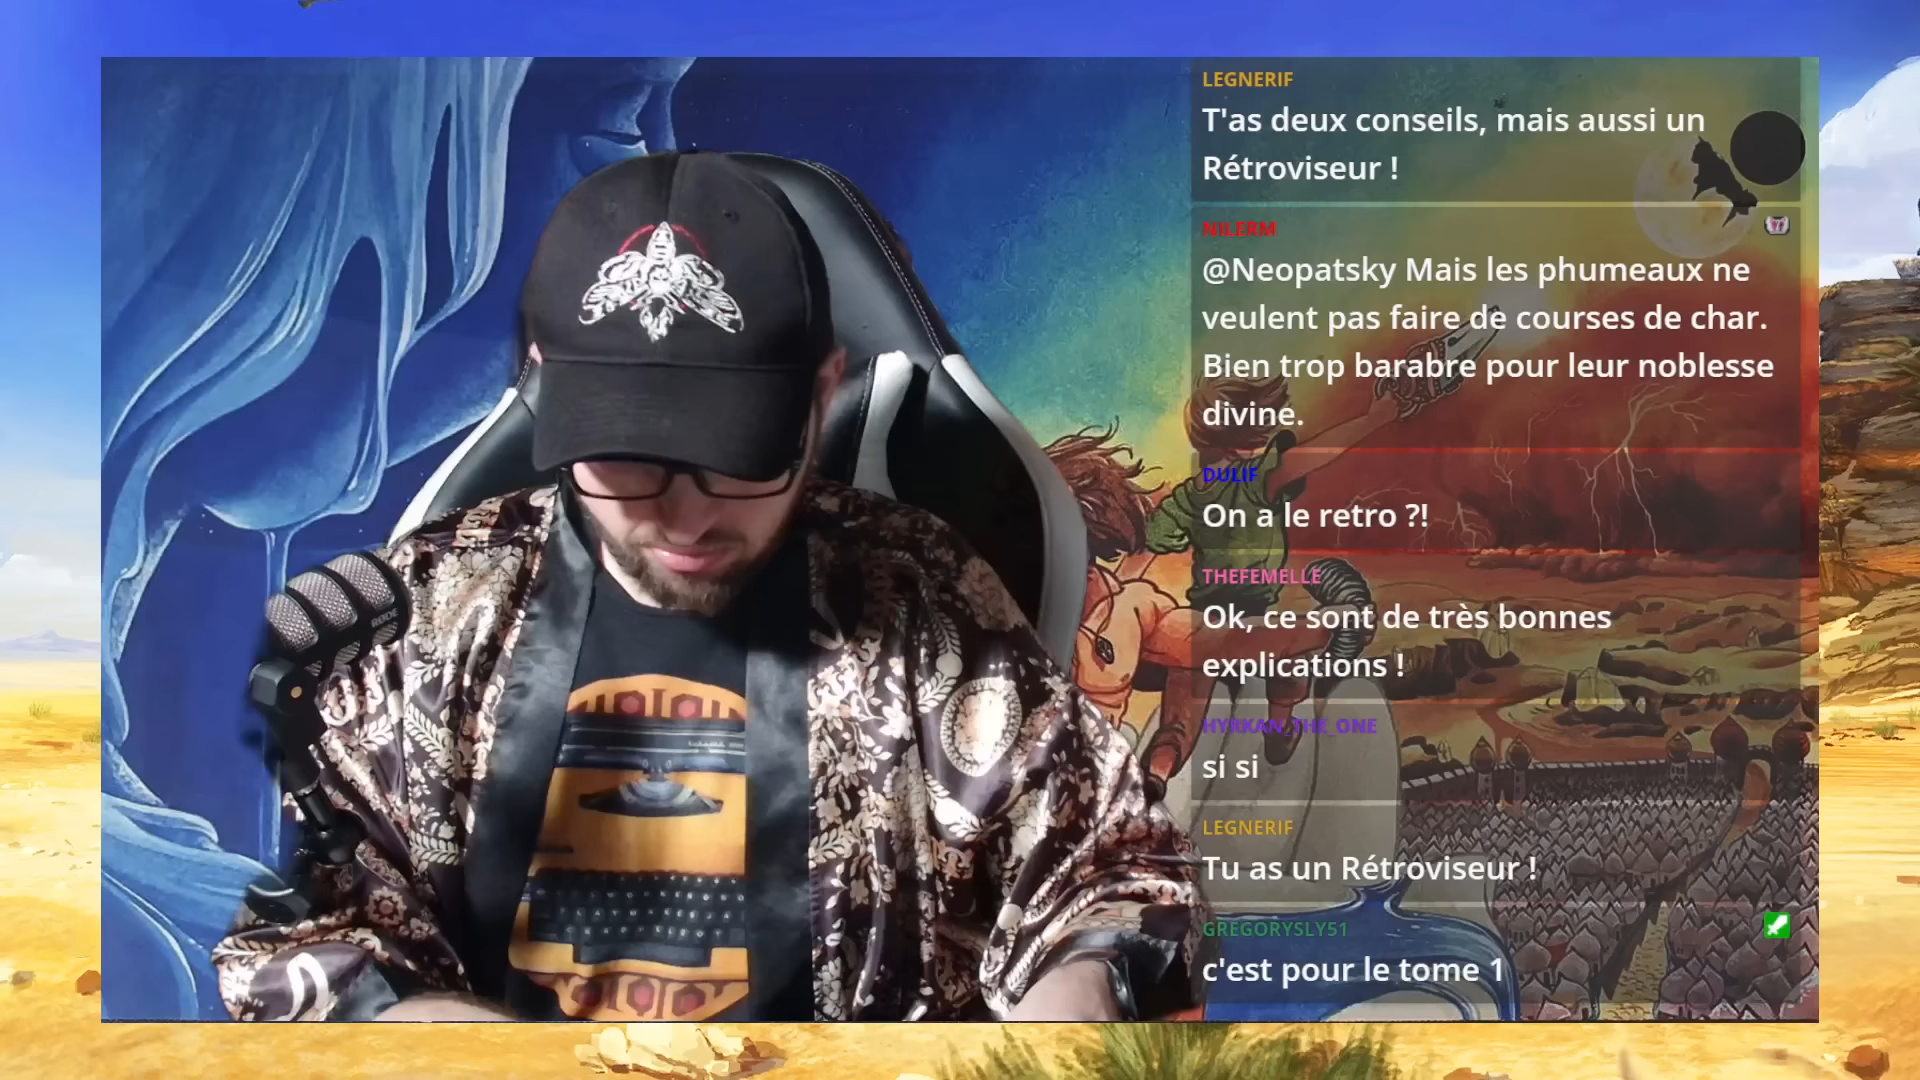 LEGNERIF
T'as deux conseils, mais aussi un
Rétroviseur !
NILERM
@Neopatsky Mais les phumeaux ne
veulent pas faire de courses de char.
Bien trop barabre pour leur noblesse
divine.
DULIF
On a le retro ?!
THEFEMELLE
Ok, ce sont de très bonnes
explications !
HYRKAN_THE_ONE
si si
LEGNERIF
Tu as un Rétroviseur !
GREGORYSLY51
c'est pour le tome 1
RØDE